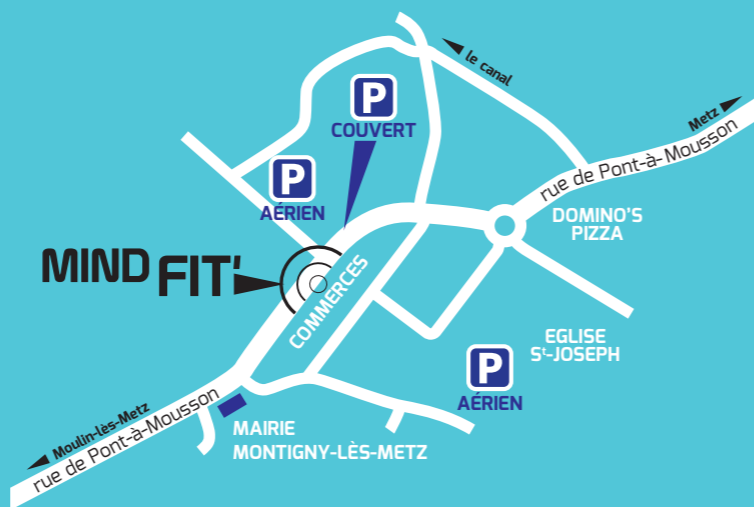 le canal
Metz
rue de Pont-à-Mousson
P
COUVERT
P
AÉRIEN
DOMINO'S
PIZZA
MIND FIT'
COMMERCES
EGLISE
Sᵗ-JOSEPH
P
AÉRIEN
Moulin-lès-Metz
rue de Pont-à-Mousson
MAIRIE
MONTIGNY-LÈS-METZ